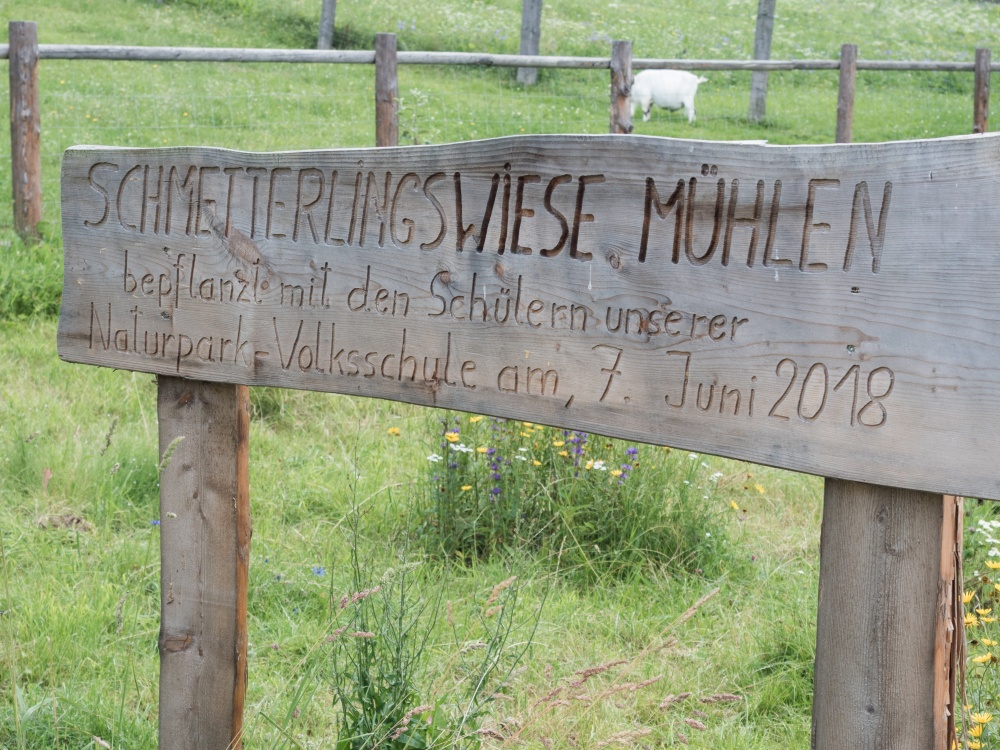 SCHMETTERLINGSWIESE MÜHLEN
bepflanzt mit den Schülern unserer
Naturpark-Volksschule am, 7. Juni 2018